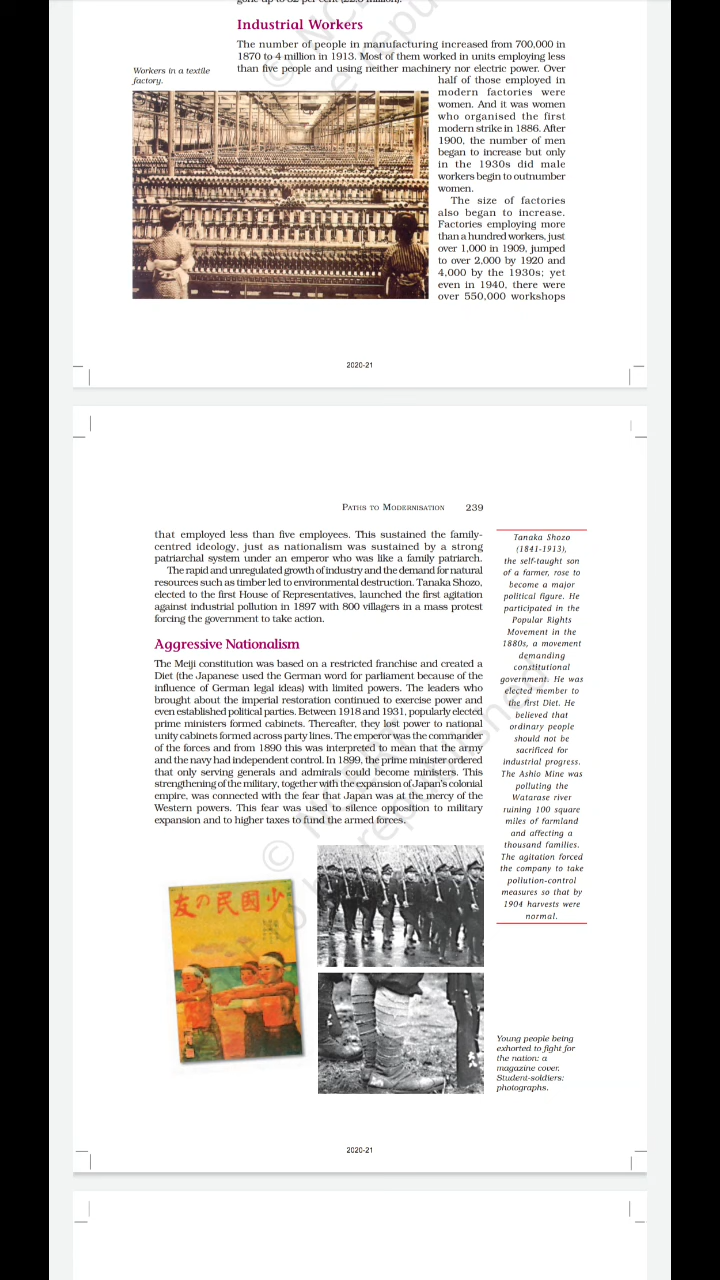 gone up to 82 per cent (22.3 million).
Industrial Workers
The number of people in manufacturing increased from 700,000 in
1870 to 4 million in 1913. Most of them worked in units employing less
than five people and using neither machinery nor electric power. Over
half of those employed in
modern factories were
women. And it was women
who organised the first
modern strike in 1886. After
1900, the number of men
began to increase but only
in the 1930s did male
workers begin to outnumber
women.
The size of factories
also began to increase.
Factories employing more
than a hundred workers, just
over 1,000 in 1909, jumped
to over 2,000 by 1920 and
4,000 by the 1930s; yet
even in 1940, there were
over 550,000 workshops
Workers in a textile
factory.
2020-21
PATHS TO MODERNISATION 239
that employed less than five employees. This sustained the family-
centred ideology, just as nationalism was sustained by a strong
patriarchal system under an emperor who was like a family patriarch.
The rapid and unregulated growth of industry and the demand for natural
resources such as timber led to environmental destruction. Tanaka Shozo,
elected to the first House of Representatives, launched the first agitation
against industrial pollution in 1897 with 800 villagers in a mass protest
forcing the government to take action.
Aggressive Nationalism
The Meiji constitution was based on a restricted franchise and created a
Diet (the Japanese used the German word for parliament because of the
influence of German legal ideas) with limited powers. The leaders who
brought about the imperial restoration continued to exercise power and
even established political parties. Between 1918 and 1931, popularly elected
prime ministers formed cabinets. Thereafter, they lost power to national
unity cabinets formed across party lines. The emperor was the commander
of the forces and from 1890 this was interpreted to mean that the army
and the navy had independent control. In 1899, the prime minister ordered
that only serving generals and admirals could become ministers. This
strengthening of the military, together with the expansion of Japan's colonial
empire, was connected with the fear that Japan was at the mercy of the
Western powers. This fear was used to silence opposition to military
expansion and to higher taxes to fund the armed forces.
Tanaka Shozo
(1841-1913),
the self-taught son
of a farmer, rose to
become a major
political figure. He
participated in the
Popular Rights
Movement in the
1880s, a movement
demanding
constitutional
government. He was
elected member to
the first Diet. He
believed that
ordinary people
should not be
sacrificed for
industrial progress.
The Ashio Mine was
polluting the
Watarase river
ruining 100 square
miles of farmland
and affecting a
thousand families.
The agitation forced
the company to take
pollution-control
measures so that by
1904 harvests were
normal.
友の民國少
Young people being
exhorted to fight for
the nation: a
magazine cover.
Student-soldiers:
photographs.
2020-21